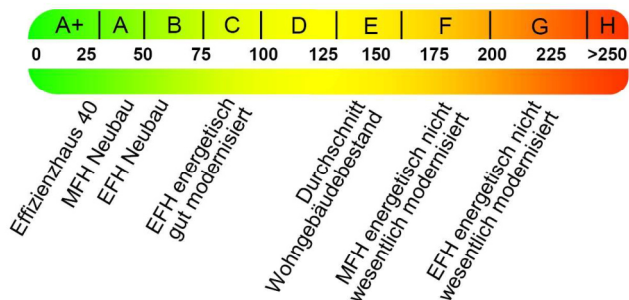 A+ A B C D E F G H
0 25 50 75 100 125 150 175 200 225 >250
Effizienzhaus 40
MFH Neubau
EFH Neubau
EFH energetisch
gut modernisiert
Durchschnitt
Wohngebäudebestand
MFH energetisch nicht
wesentlich modernisiert
EFH energetisch nicht
wesentlich modernisiert